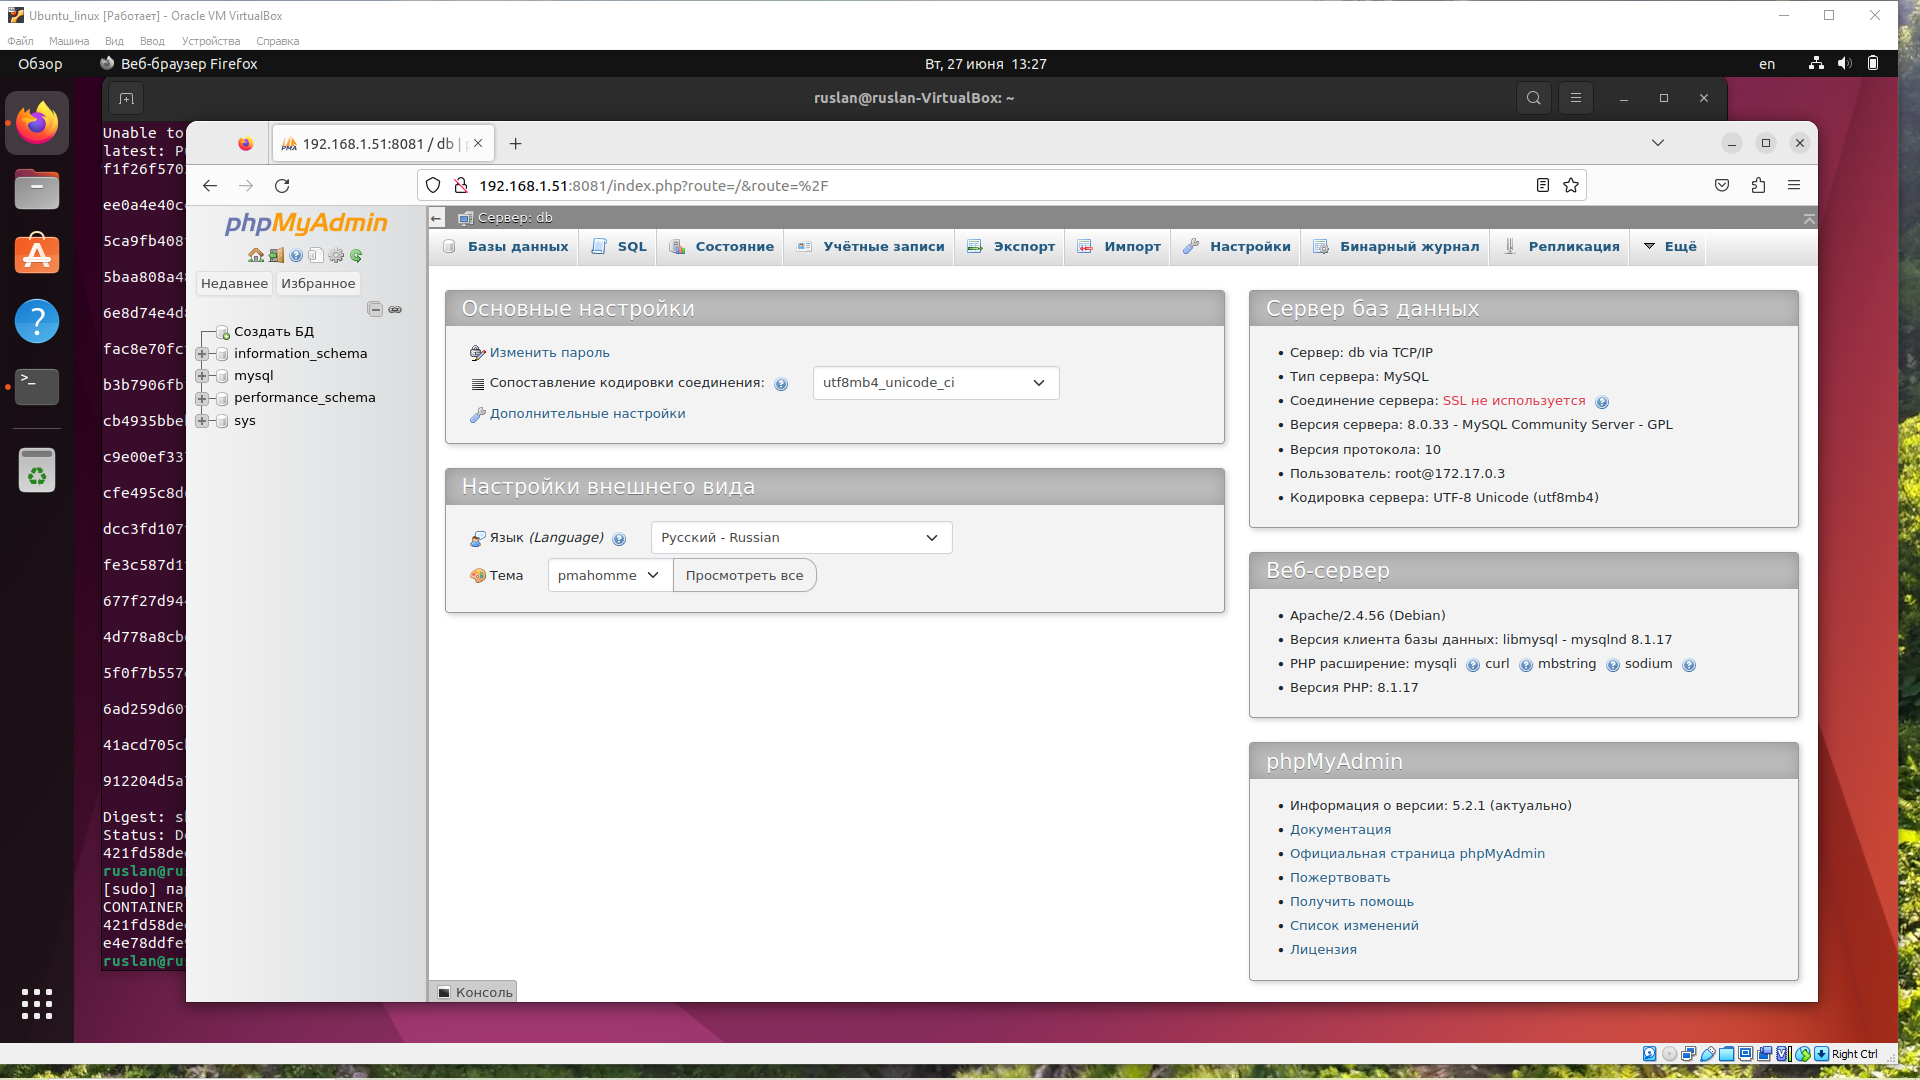 Ubuntu_linux [Работает] - Oracle VM VirtualBox
Файл Машина Вид Ввод Устройства Справка
Обзор Веб-браузер Firefox Вт, 27 июня 13:27 en
ruslan@ruslan-VirtualBox: ~
Unable to
latest:
f1f26f570
ee0a4e40c
5ca9fb408
5baa808a4
6e8d74e4d
fac8e70fc
b3b7906fb
cb4935bbe
c9e00ef33
cfe495c8d
dcc3fd107
fe3c587d1
677f27d94
4d778a8cb
5f0f7b557
6ad259d60
41acd705c
912204d5a
Digest:
Status:
421fd58de
ruslan@ru
[sudo]
CONTAINER
421fd58de
e4e78ddfe
ruslan@ru
PMA 192.168.1.51:8081 / db |
192.168.1.51:8081/index.php?route=/&route=%2F
phpMyAdmin
Недавнее Избранное
Создать БД
information_schema
mysql
performance_schema
sys
Сервер: db
Базы данных SQL Состояние Учётные записи Экспорт Импорт Настройки Бинарный журнал Репликация Ещё
Основные настройки
Изменить пароль
Сопоставление кодировки соединения: utf8mb4_unicode_ci
Дополнительные настройки
Настройки внешнего вида
Язык (Language) Русский - Russian
Тема pmahomme Просмотреть все
Сервер баз данных
• Сервер: db via TCP/IP
• Тип сервера: MySQL
• Соединение сервера: SSL не используется
• Версия сервера: 8.0.33 - MySQL Community Server - GPL
• Версия протокола: 10
• Пользователь: root@172.17.0.3
• Кодировка сервера: UTF-8 Unicode (utf8mb4)
Веб-сервер
• Apache/2.4.56 (Debian)
• Версия клиента базы данных: libmysql - mysqlnd 8.1.17
• PHP расширение: mysqli curl mbstring sodium
• Версия PHP: 8.1.17
phpMyAdmin
• Информация о версии: 5.2.1 (актуально)
• Документация
• Официальная страница phpMyAdmin
• Пожертвовать
• Получить помощь
• Список изменений
• Лицензия
Консоль
Right Ctrl